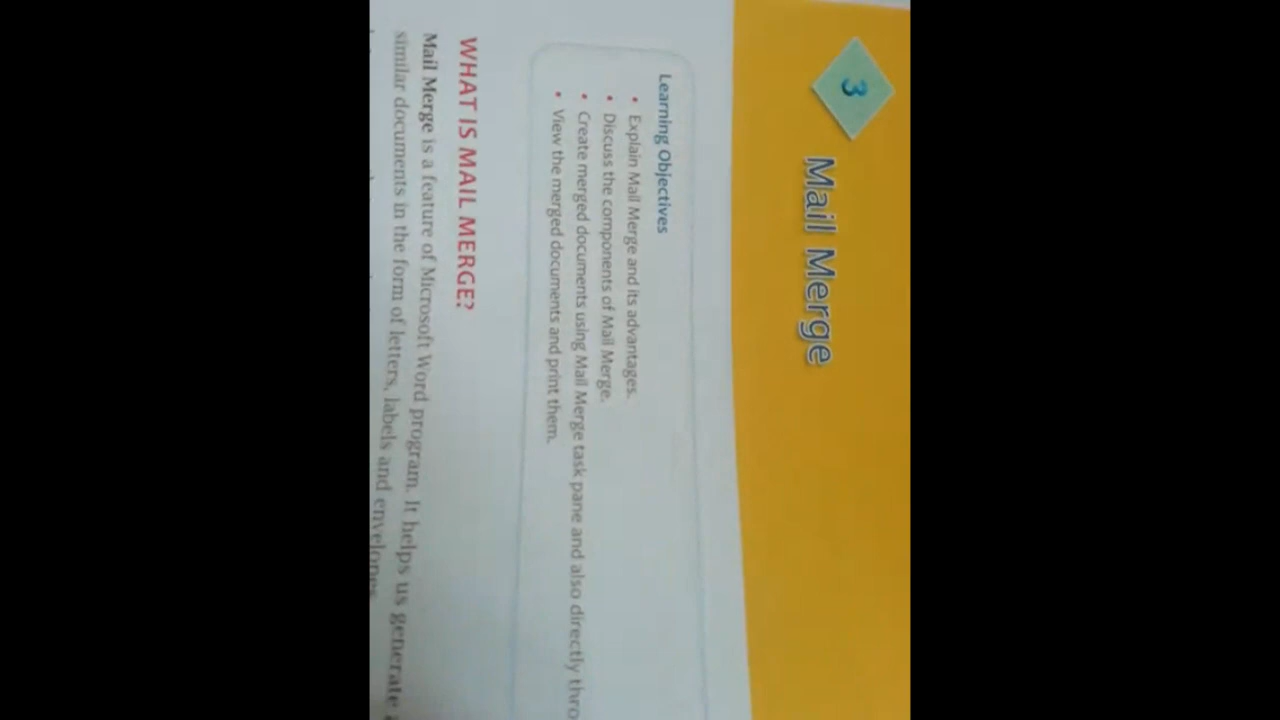 3
Mail Merge
Learning Objectives
• Explain Mail Merge and its advantages.
• Discuss the components of Mail Merge.
• Create merged documents using Mail Merge task pane and also directly thro
• View the merged documents and print them.
WHAT IS MAIL MERGE?
Mail Merge is a feature of Microsoft Word program. It helps us generate
similar documents in the form of letters, labels and envelopes